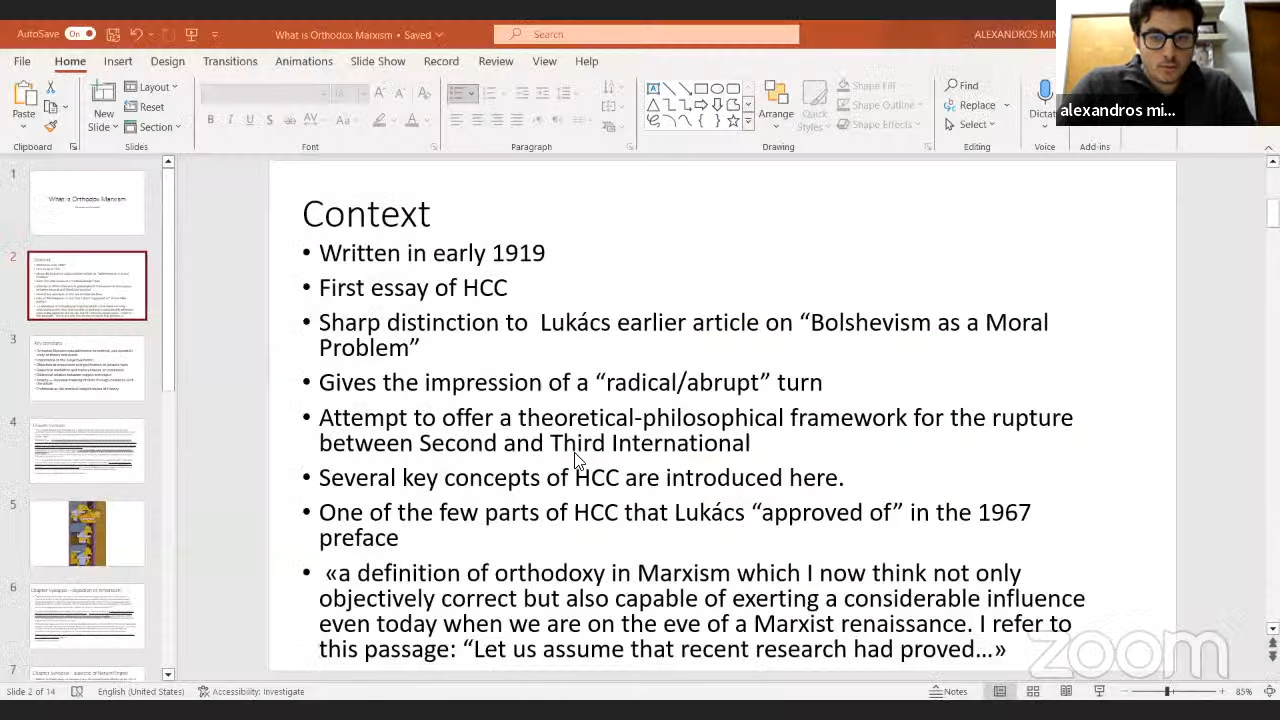 AutoSave On What is Orthodox Marxism • Saved Search ALEXANDROS MIN
File Home Insert Design Transitions Animations Slide Show Record Review View Help
alexandros mi...
Paste New Slide Layout Reset Section Arrange Quick Styles Shape Fill Shape Outline Shape Effects Find Replace Select Dictat
Clipboard Slides Font Paragraph Drawing Editing Voice Add-ins
1
What is Orthodox Marxism
2
3
4
5
6
7
Context
• Written in early 1919
• First essay of HCC
• Sharp distinction to Lukács earlier article on “Bolshevism as a Moral
Problem”
• Gives the impression of a “radical/abrupt” turn
• Attempt to offer a theoretical-philosophical framework for the rupture
between Second and Third International
• Several key concepts of HCC are introduced here.
• One of the few parts of HCC that Lukács “approved of” in the 1967
preface
• «a definition of orthodoxy in Marxism which I now think not only
objectively correct but also capable of exerting a considerable influence
even today when we are on the eve of a Marxist renaissance. I refer to
this passage: “Let us assume that recent research had proved…»
zoom
Slide 2 of 14 English (United States) Accessibility: Investigate Notes 85%